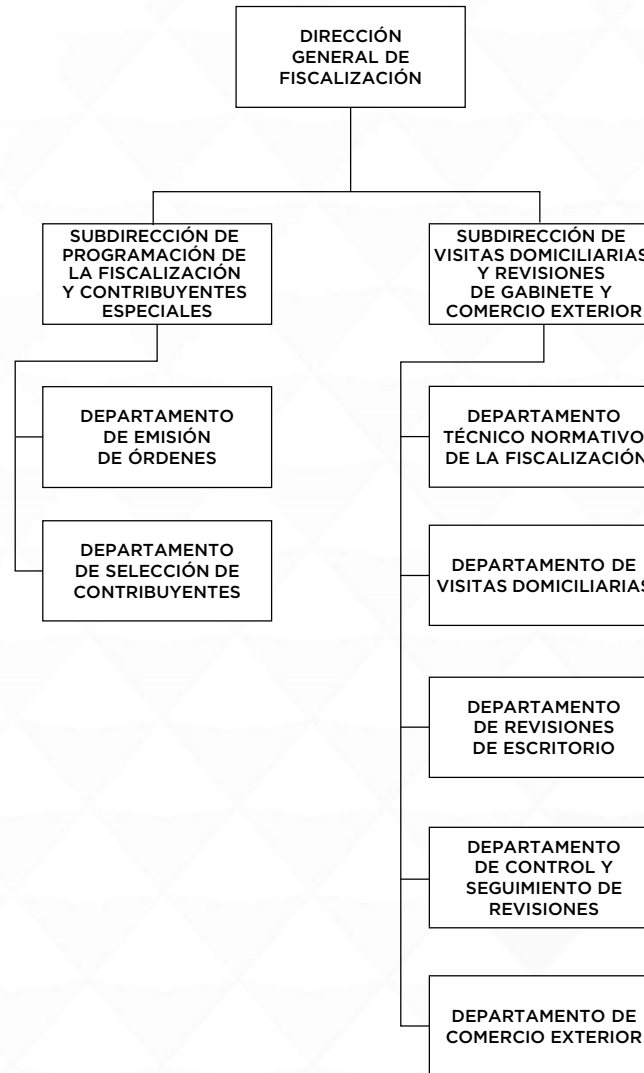 DIRECCIÓN
GENERAL DE
FISCALIZACIÓN
SUBDIRECCIÓN DE
PROGRAMACIÓN DE
LA FISCALIZACIÓN
Y CONTRIBUYENTES
ESPECIALES
DEPARTAMENTO
DE EMISIÓN
DE ÓRDENES
DEPARTAMENTO
DE SELECCIÓN DE
CONTRIBUYENTES
SUBDIRECCIÓN DE
VISITAS DOMICILIARIAS
Y REVISIONES
DE GABINETE Y
COMERCIO EXTERIOR
DEPARTAMENTO
TÉCNICO NORMATIVO
DE LA FISCALIZACIÓN
DEPARTAMENTO DE
VISITAS DOMICILIARIAS
DEPARTAMENTO
DE REVISIONES
DE ESCRITORIO
DEPARTAMENTO
DE CONTROL Y
SEGUIMIENTO DE
REVISIONES
DEPARTAMENTO DE
COMERCIO EXTERIOR